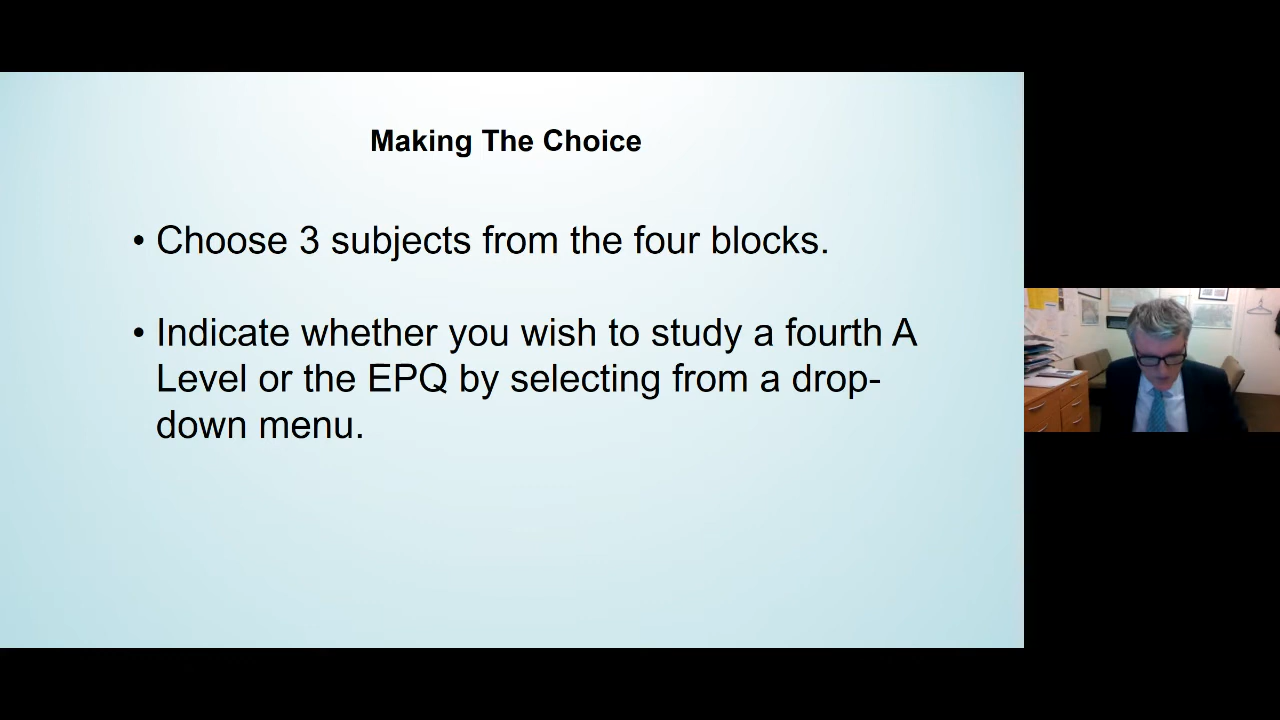 Making The Choice
• Choose 3 subjects from the four blocks.
• Indicate whether you wish to study a fourth A
Level or the EPQ by selecting from a drop-
down menu.